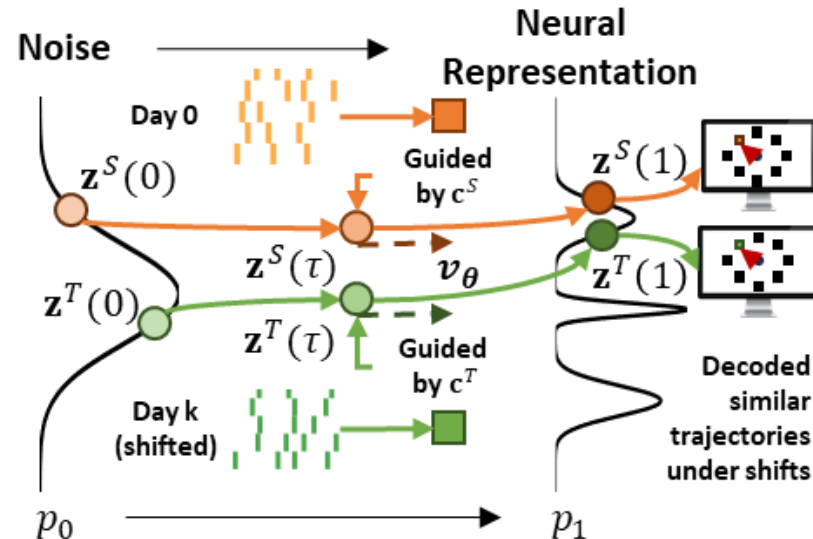 Noise
Neural
Representation
Day 0
𝐳^S(0)
Guided
by 𝐜^S
𝐳^S(1)
𝐳^S(τ)
𝒗_θ
𝐳^T(0)
𝐳^T(τ)
𝐳^T(1)
Guided
by 𝐜^T
Day k
(shifted)
Decoded
similar
trajectories
under shifts
p_0
p_1